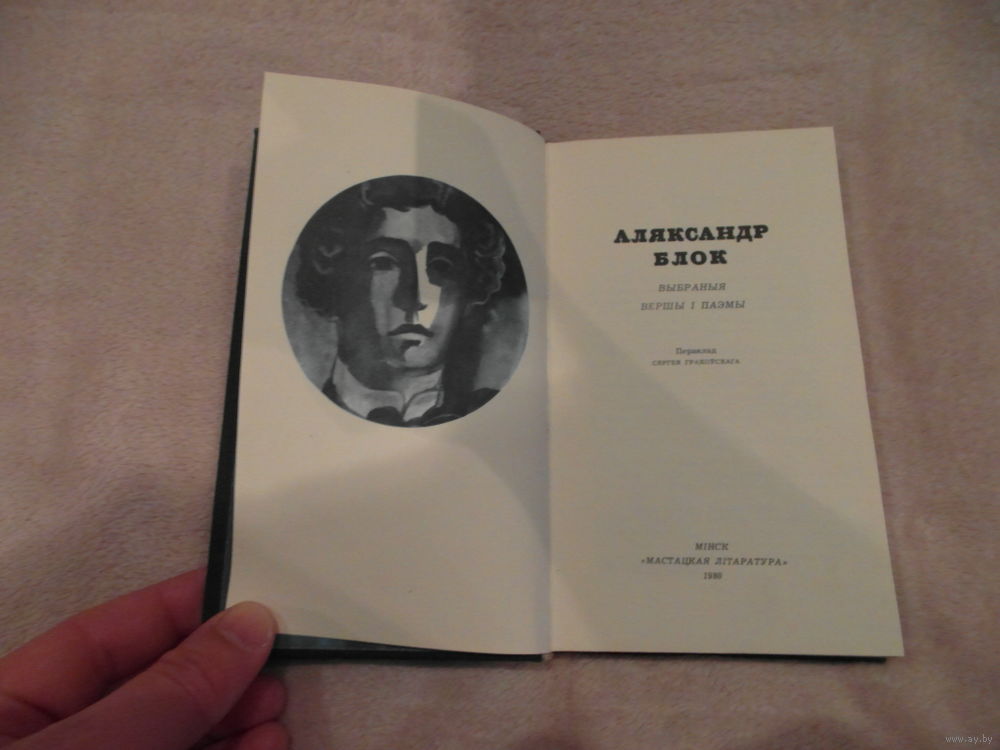 АЛЯКСАНДР
БЛОК
ВЫБРАНЫЯ
ВЕРШЫ І ПАЭМЫ
Пераклад
СЯРГЕЯ ГРАХОЎСКАГА
МІНСК
«МАСТАЦКАЯ ЛІТАРАТУРА»
1980
www.ay.by